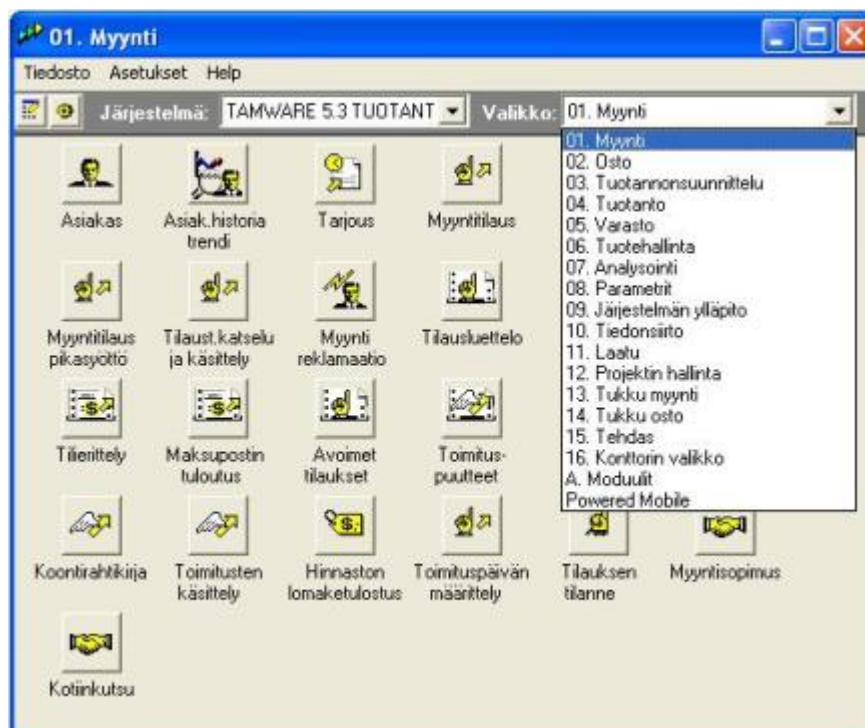 01. Myynti
Tiedosto Asetukset Help
Järjestelmä: TAMWARE 5.3 TUOTANT Valikko: 01. Myynti
01. Myynti
02. Osto
03. Tuotannonsuunnittelu
04. Tuotanto
05. Varasto
06. Tuotehallinta
07. Analysointi
08. Parametrit
09. Järjestelmän ylläpito
10. Tiedonsiirto
11. Laatu
12. Projektin hallinta
13. Tukku myynti
14. Tukku osto
15. Tehdas
16. Konttorin valikko
A. Moduulit
Powered Mobile
Asiakas Asiak.historia Tarjous Myyntitilaus
trendi
Myyntitilaus Tilaust.katselu Myynti Tilausluettelo
pikasyöttö ja käsittely reklamaatio
Tilierittely Maksupostin Avoimet Toimitus-
tuloutus tilaukset puutteet
Koontirahtikirja Toimitusten Hinnaston Toimituspäivän Tilauksen Myyntisopimus
käsittely lomaketulostus määrittely tilanne
Kotiinkutsu